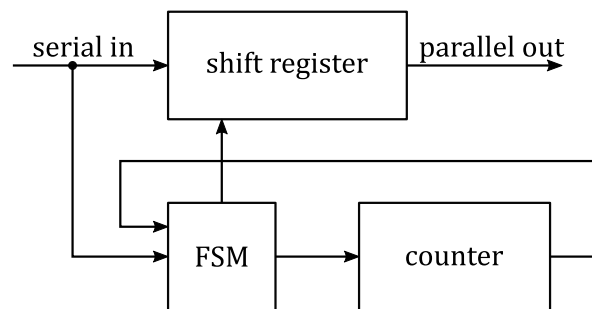 serial in
shift register
parallel out
FSM
counter